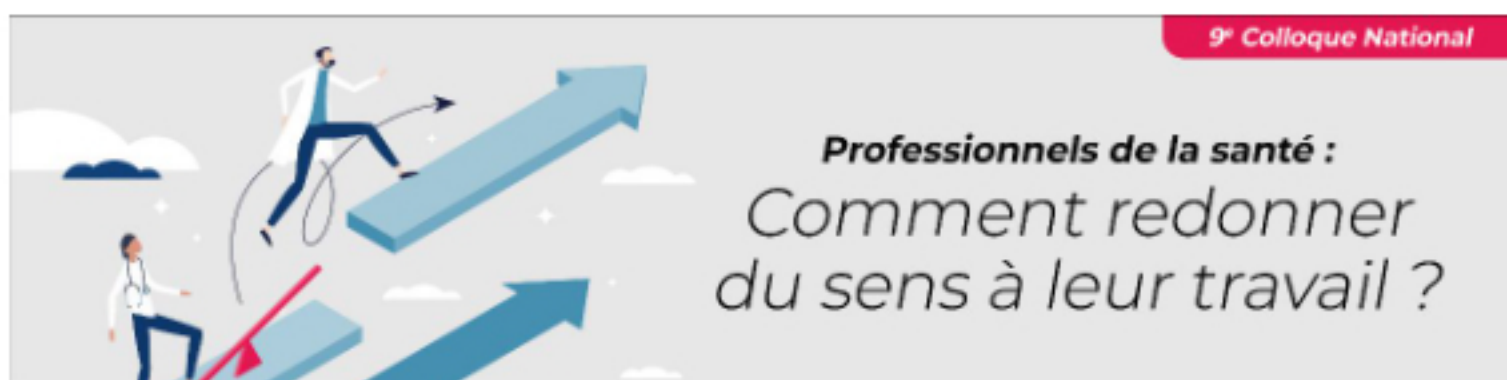 9e Colloque National
Professionnels de la santé :
Comment redonner
du sens à leur travail ?